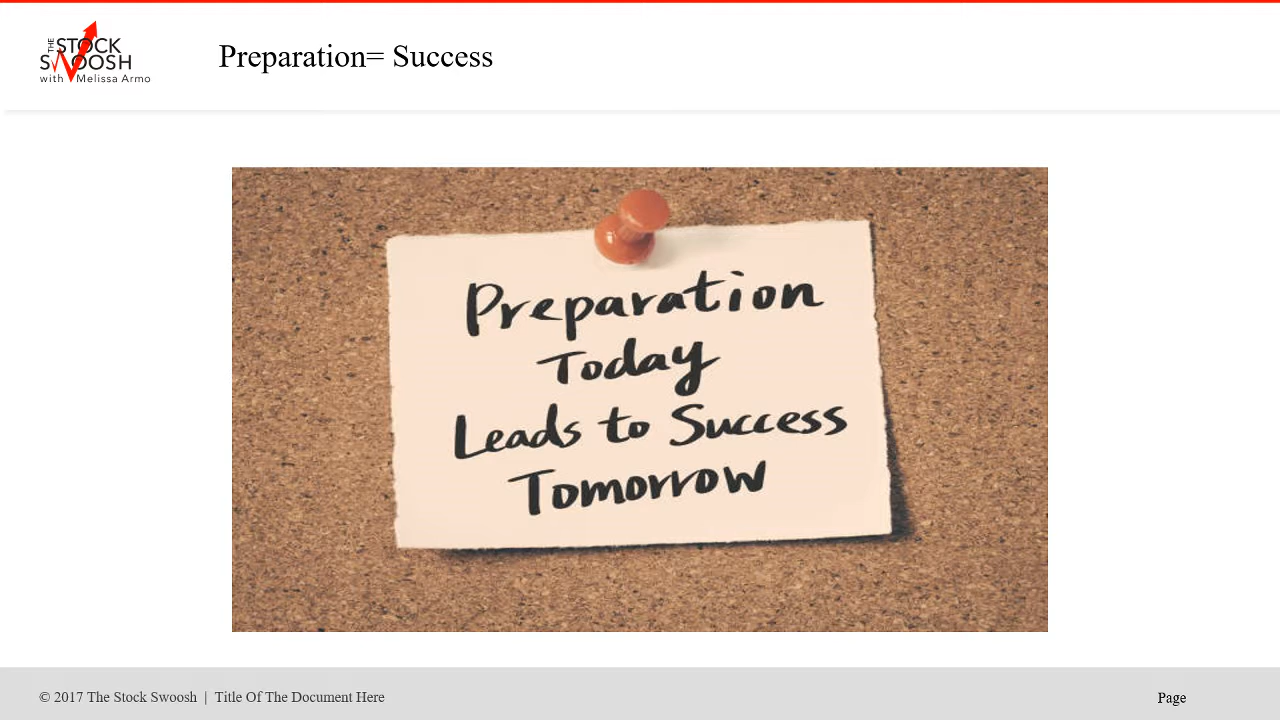 THE STOCK
SWOOSH
with Melissa Armo
Preparation= Success
Preparation
Today
Leads to Success
Tomorrow
© 2017 The Stock Swoosh | Title Of The Document Here
Page